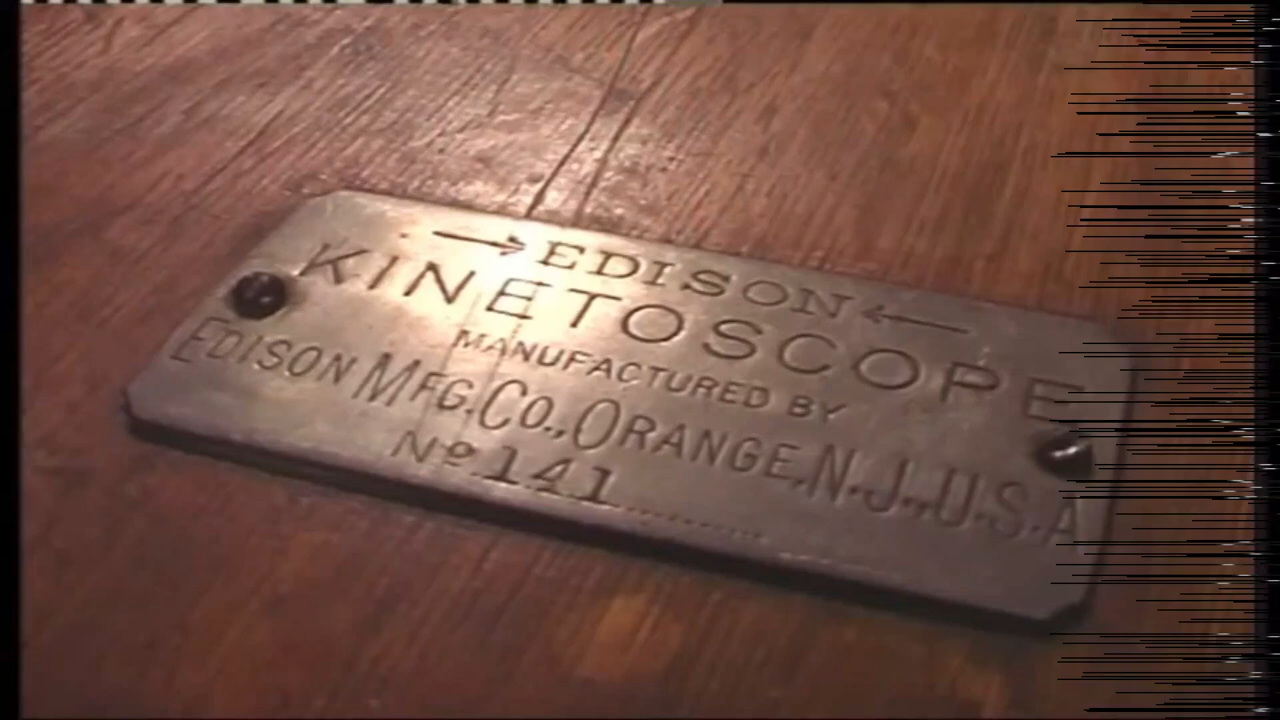 →EDISON←
KINETOSCOPE
MANUFACTURED BY
EDISON MFG. CO., ORANGE, N.J., U.S.A
Nº 141